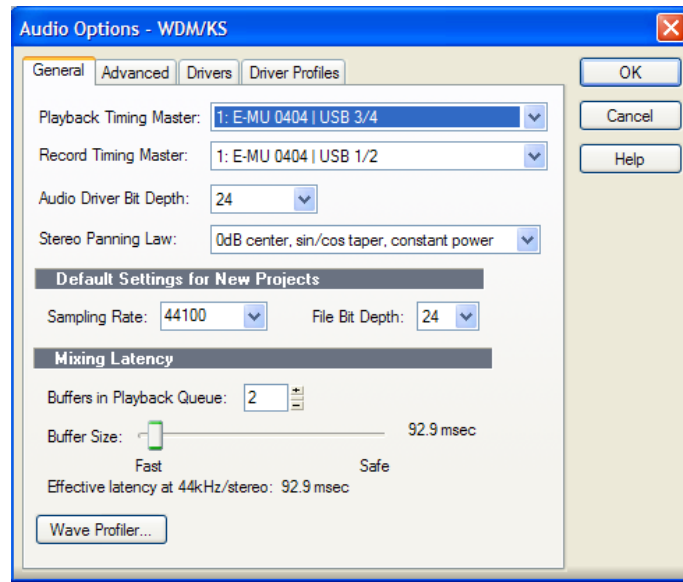 Audio Options - WDM/KS
General Advanced Drivers Driver Profiles
OK
Cancel
Help
Playback Timing Master: 1: E-MU 0404 | USB 3/4
Record Timing Master: 1: E-MU 0404 | USB 1/2
Audio Driver Bit Depth: 24
Stereo Panning Law: 0dB center, sin/cos taper, constant power
Default Settings for New Projects
Sampling Rate: 44100 File Bit Depth: 24
Mixing Latency
Buffers in Playback Queue: 2
Buffer Size: 92.9 msec
Fast Safe
Effective latency at 44kHz/stereo: 92.9 msec
Wave Profiler...